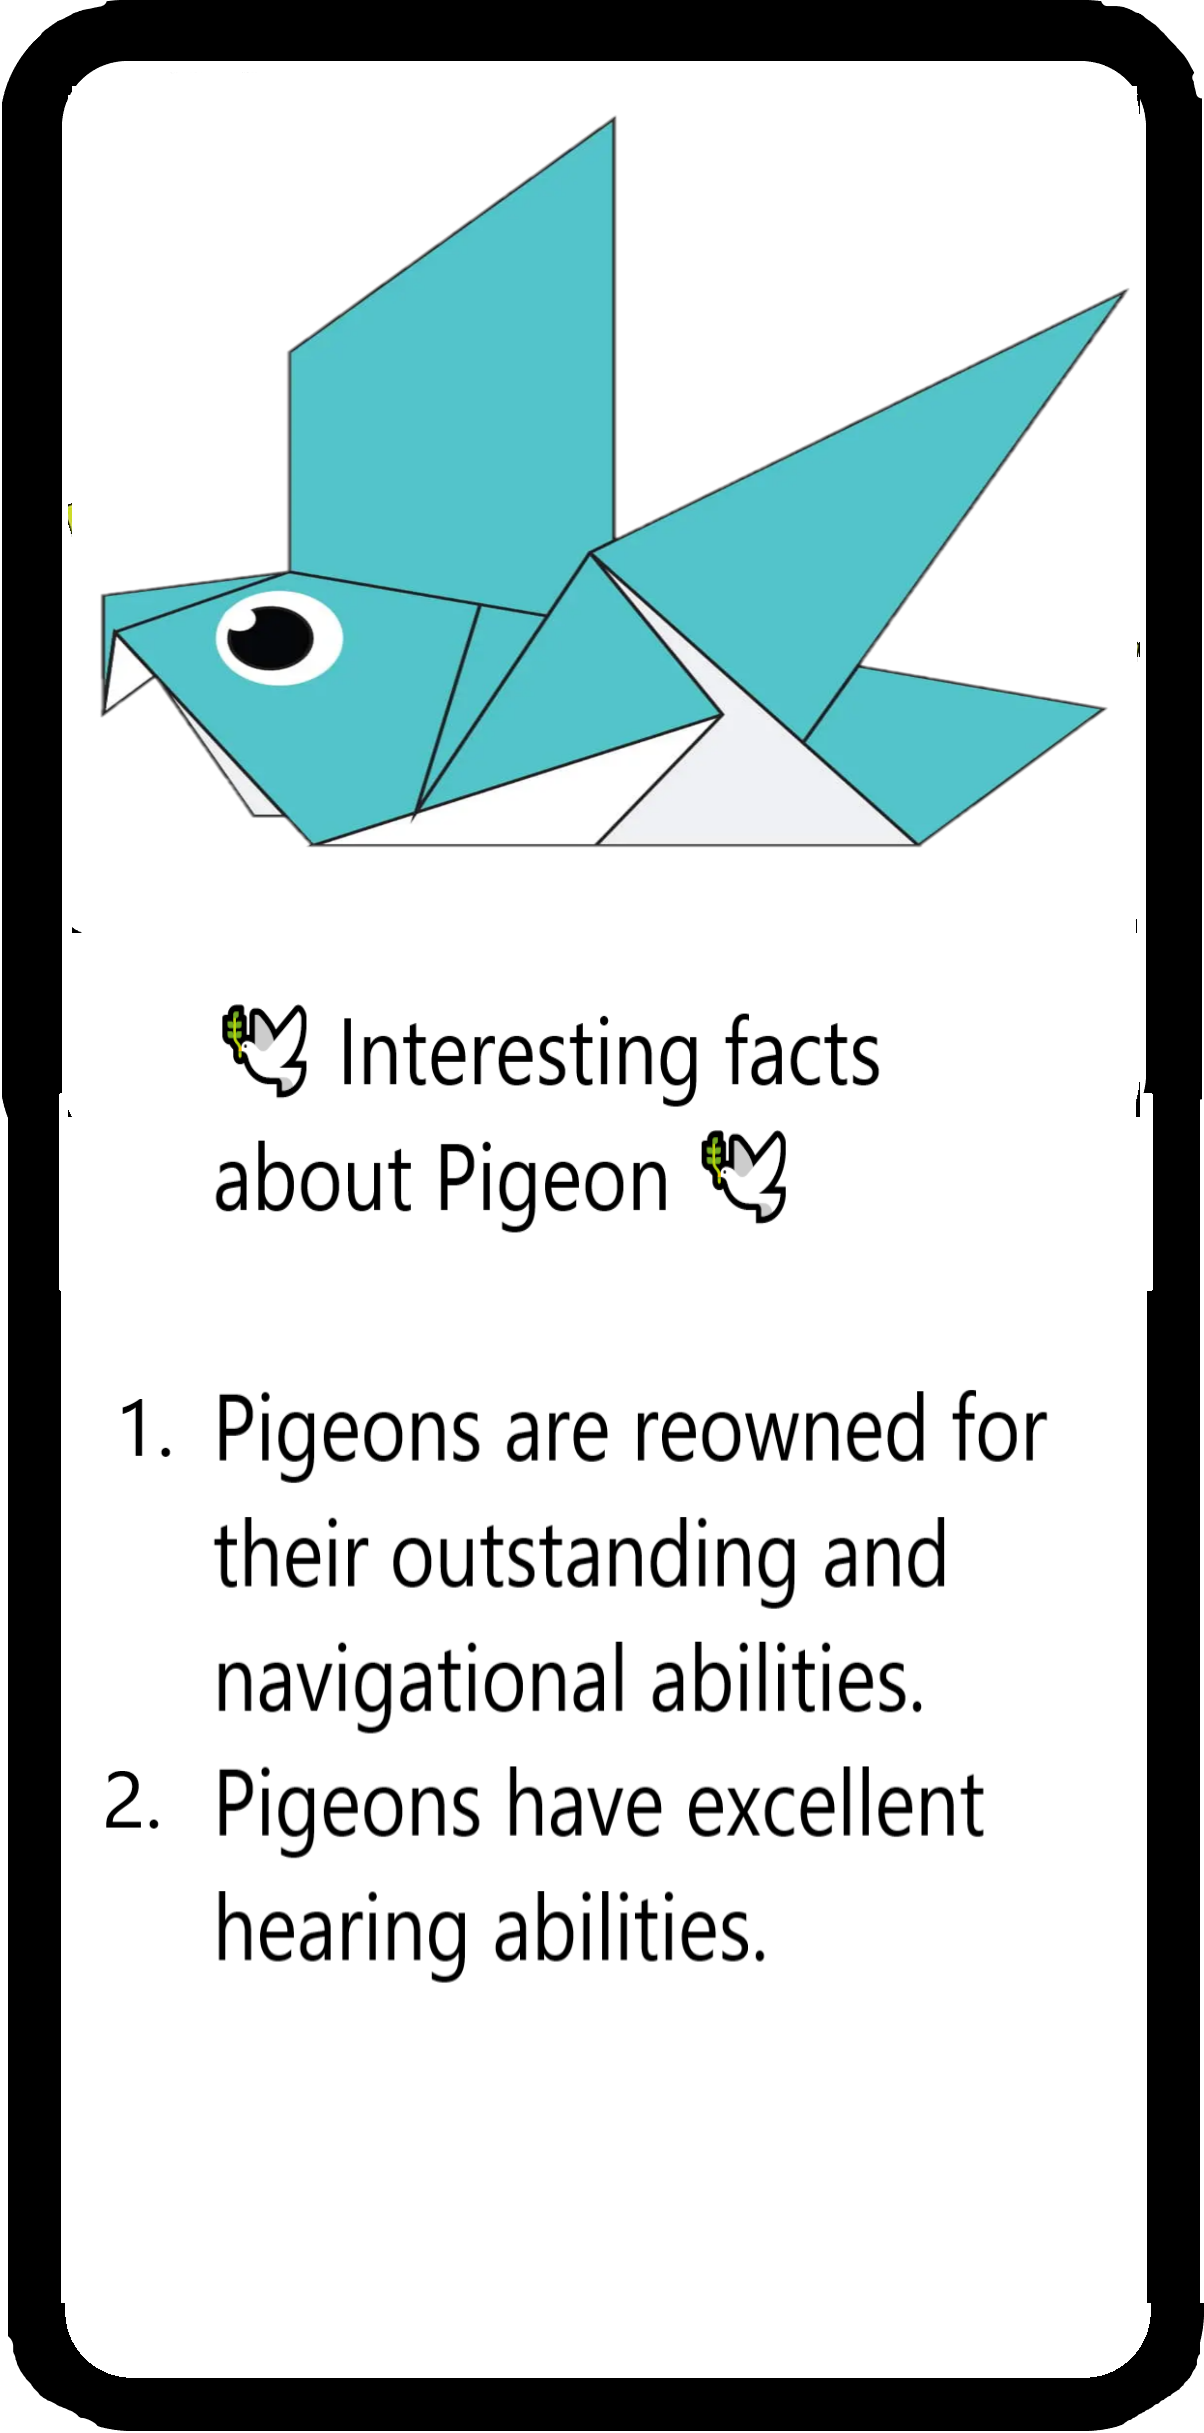 🕊️ Interesting facts
about Pigeon 🕊️
1. Pigeons are reowned for
their outstanding and
navigational abilities.
2. Pigeons have excellent
hearing abilities.